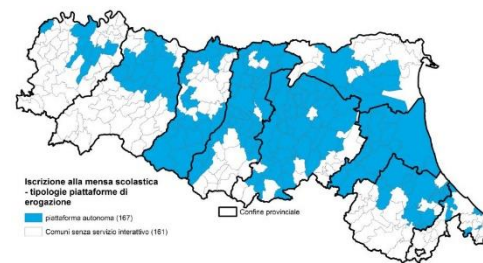 Iscrizione alla mensa scolastica
- tipologie piattaforme di
erogazione
piattaforma autonoma (167)
Comuni senza servizio interattivo (161)
Confine provinciale